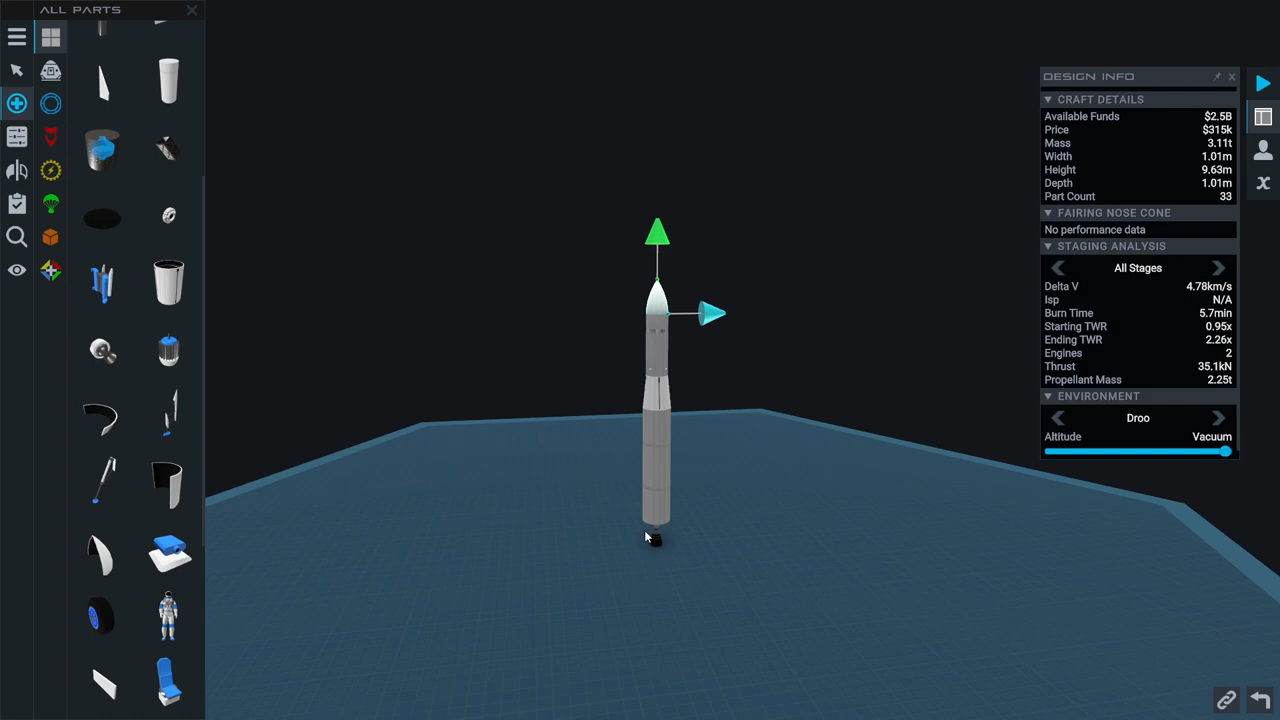 ALL PARTS
DESIGN INFO
CRAFT DETAILS
Available Funds $2.5B
Price $315k
Mass 3.11t
Width 1.01m
Height 9.63m
Depth 1.01m
Part Count 33
FAIRING NOSE CONE
No performance data
STAGING ANALYSIS
All Stages
Delta V 4.78km/s
Isp N/A
Burn Time 5.7min
Starting TWR 0.95x
Ending TWR 2.26x
Engines 2
Thrust 35.1kN
Propellant Mass 2.25t
ENVIRONMENT
Droo
Altitude Vacuum